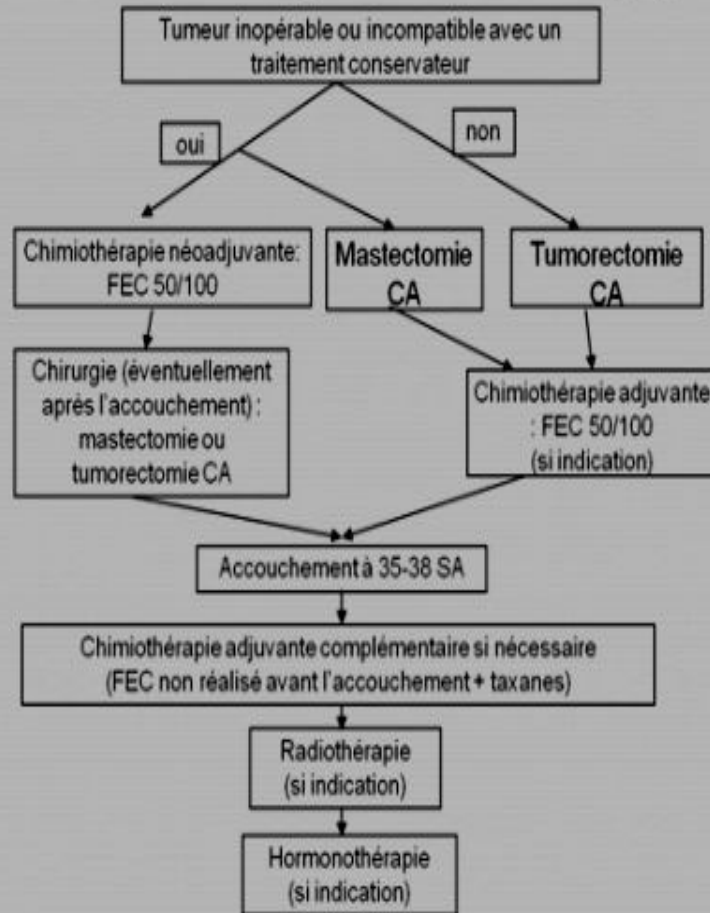 Tumeur inopérable ou incompatible avec un
traitement conservateur
oui
non
Chimiothérapie néoadjuvante:
FEC 50/100
Mastectomie
CA
Tumorectomie
CA
Chirurgie (éventuellement
après l'accouchement) :
mastectomie ou
tumorectomie CA
Chimiothérapie adjuvante
: FEC 50/100
(si indication)
Accouchement à 35-38 SA
Chimiothérapie adjuvante complémentaire si nécessaire
(FEC non réalisé avant l'accouchement + taxanes)
Radiothérapie
(si indication)
Hormonothérapie
(si indication)